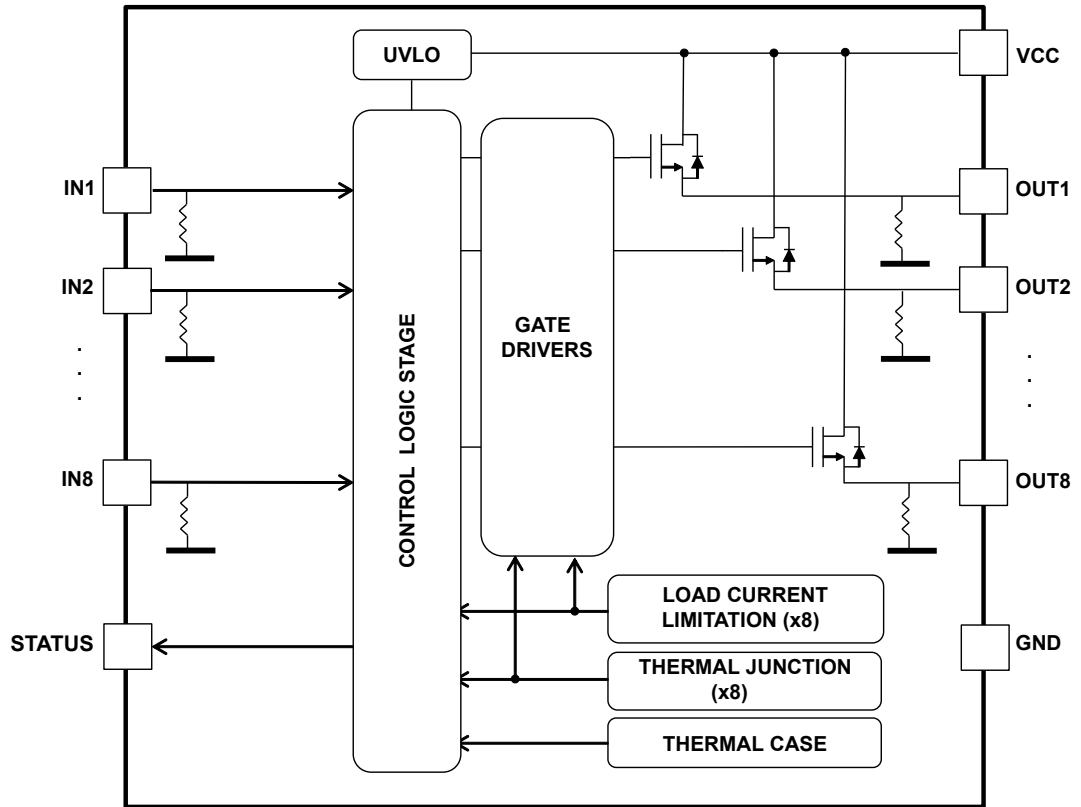 UVLO
VCC
IN1
OUT1
IN2
OUT2
. . .
. . .
CONTROL LOGIC STAGE
GATE
DRIVERS
IN8
OUT8
LOAD CURRENT
LIMITATION (x8)
STATUS
GND
THERMAL JUNCTION
(x8)
THERMAL CASE